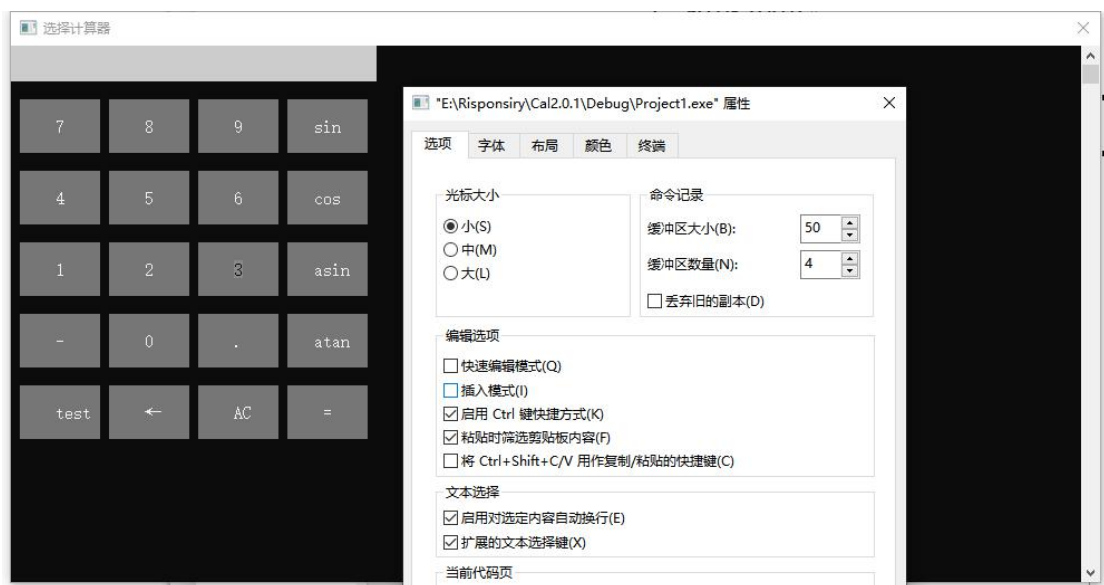 选择计算器
7 8 9 sin
4 5 6 cos
1 2 3 asin
- 0 . atan
test ← AC =
"E:\Risponsiry\Cal2.0.1\Debug\Project1.exe" 属性
选项 字体 布局 颜色 终端
光标大小
小(S)
中(M)
大(L)
命令记录
缓冲区大小(B): 50
缓冲区数量(N): 4
丢弃旧的副本(D)
编辑选项
快速编辑模式(Q)
插入模式(I)
启用 Ctrl 键快捷方式(K)
粘贴时筛选剪贴板内容(F)
将 Ctrl+Shift+C/V 用作复制/粘贴的快捷键(C)
文本选择
启用对选定内容自动换行(E)
扩展的文本选择键(X)
当前代码页